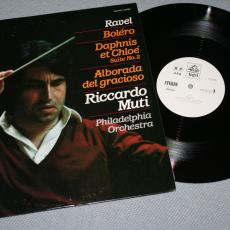 Ravel
Boléro
Daphnis
et Chloé
Suite No. 2
Alborada
del gracioso
Riccardo
Muti
Philadelphia
Orchestra